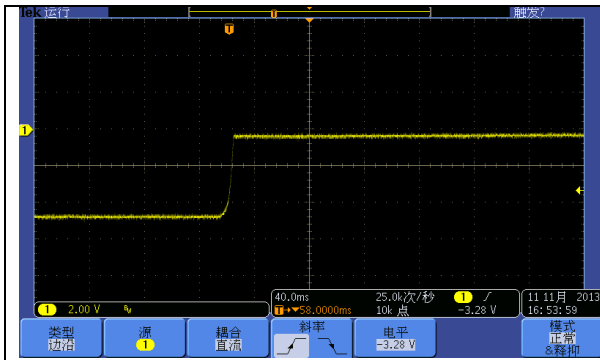 Tek 运行 触发?
T
T
1
40.0ms 25.0k次/秒 1
T→▼58.0000ms 10k 点 -3.28 V
11 11月 2013
16:53:59
1 2.00 V BW
类型
边沿
源
1
耦合
直流
斜率
电平
-3.28 V
模式
正常
&释抑